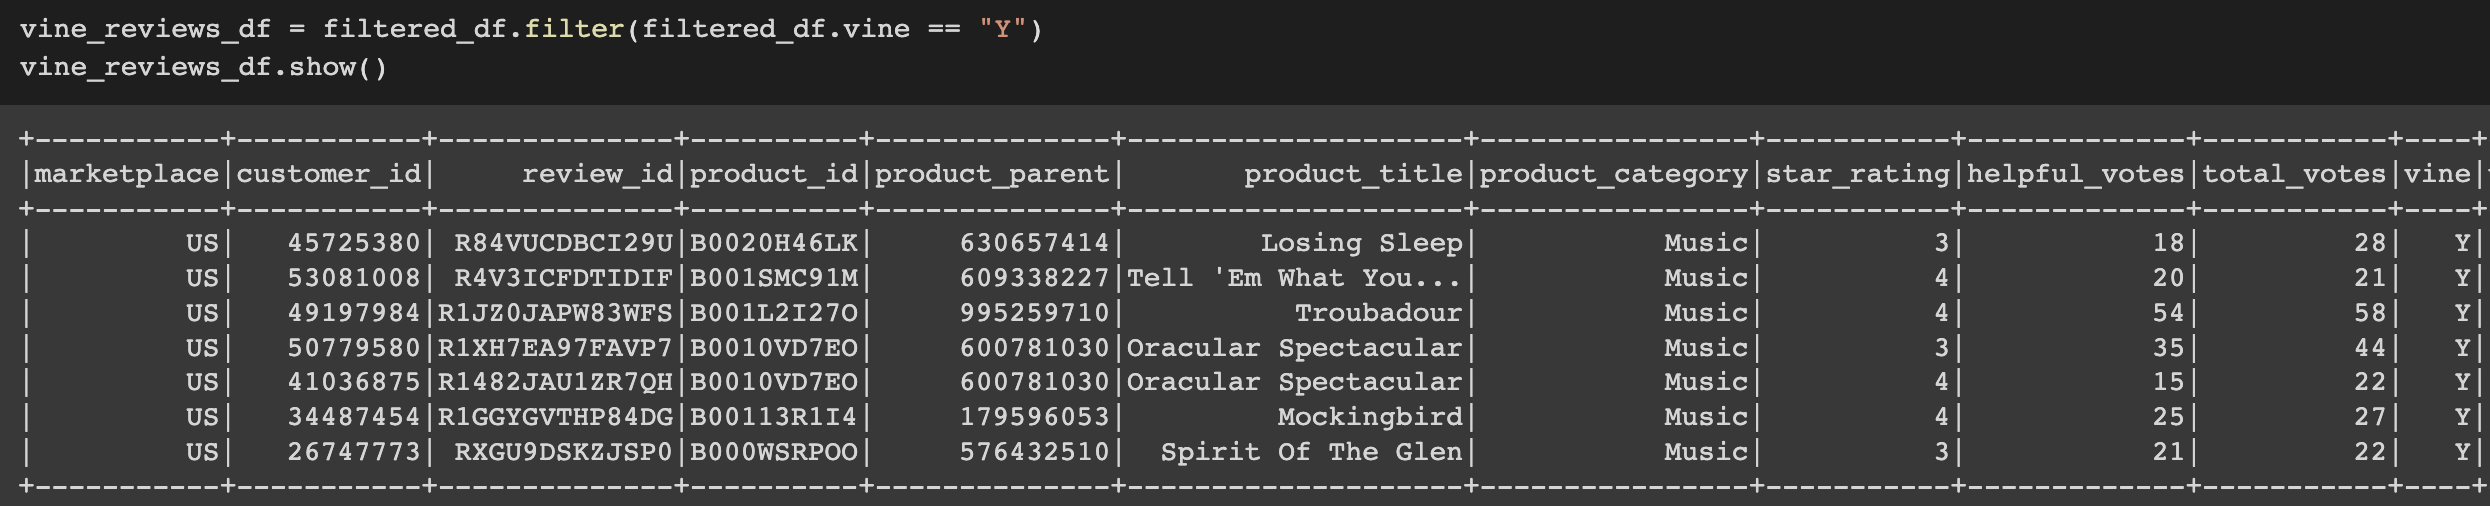 vine_reviews_df = filtered_df.filter(filtered_df.vine == "Y")
vine_reviews_df.show()
+-----------+-----------+--------------+----------+--------------+--------------------+----------------+-----------+-------------+-----------+----+
|marketplace|customer_id|     review_id|product_id|product_parent|       product_title|product_category|star_rating|helpful_votes|total_votes|vine|
+-----------+-----------+--------------+----------+--------------+--------------------+----------------+-----------+-------------+-----------+----+
|         US|   45725380| R84VUCDBCI29U|B0020H46LK|     630657414|        Losing Sleep|           Music|          3|           18|         28|   Y|
|         US|   53081008| R4V3ICFDTIDIF|B001SMC91M|     609338227|Tell 'Em What You...|           Music|          4|           20|         21|   Y|
|         US|   49197984|R1JZ0JAPW83WFS|B001L2I27O|     995259710|          Troubadour|           Music|          4|           54|         58|   Y|
|         US|   50779580|R1XH7EA97FAVP7|B0010VD7EO|     600781030|Oracular Spectacular|           Music|          3|           35|         44|   Y|
|         US|   41036875|R1482JAU1ZR7QH|B0010VD7EO|     600781030|Oracular Spectacular|           Music|          4|           15|         22|   Y|
|         US|   34487454|R1GGYGVTHP84DG|B00113R1I4|     179596053|         Mockingbird|           Music|          4|           25|         27|   Y|
|         US|   26747773| RXGU9DSKZJSP0|B000WSRPOO|     576432510|  Spirit Of The Glen|           Music|          3|           21|         22|   Y|
+-----------+-----------+--------------+----------+--------------+--------------------+----------------+-----------+-------------+-----------+----+